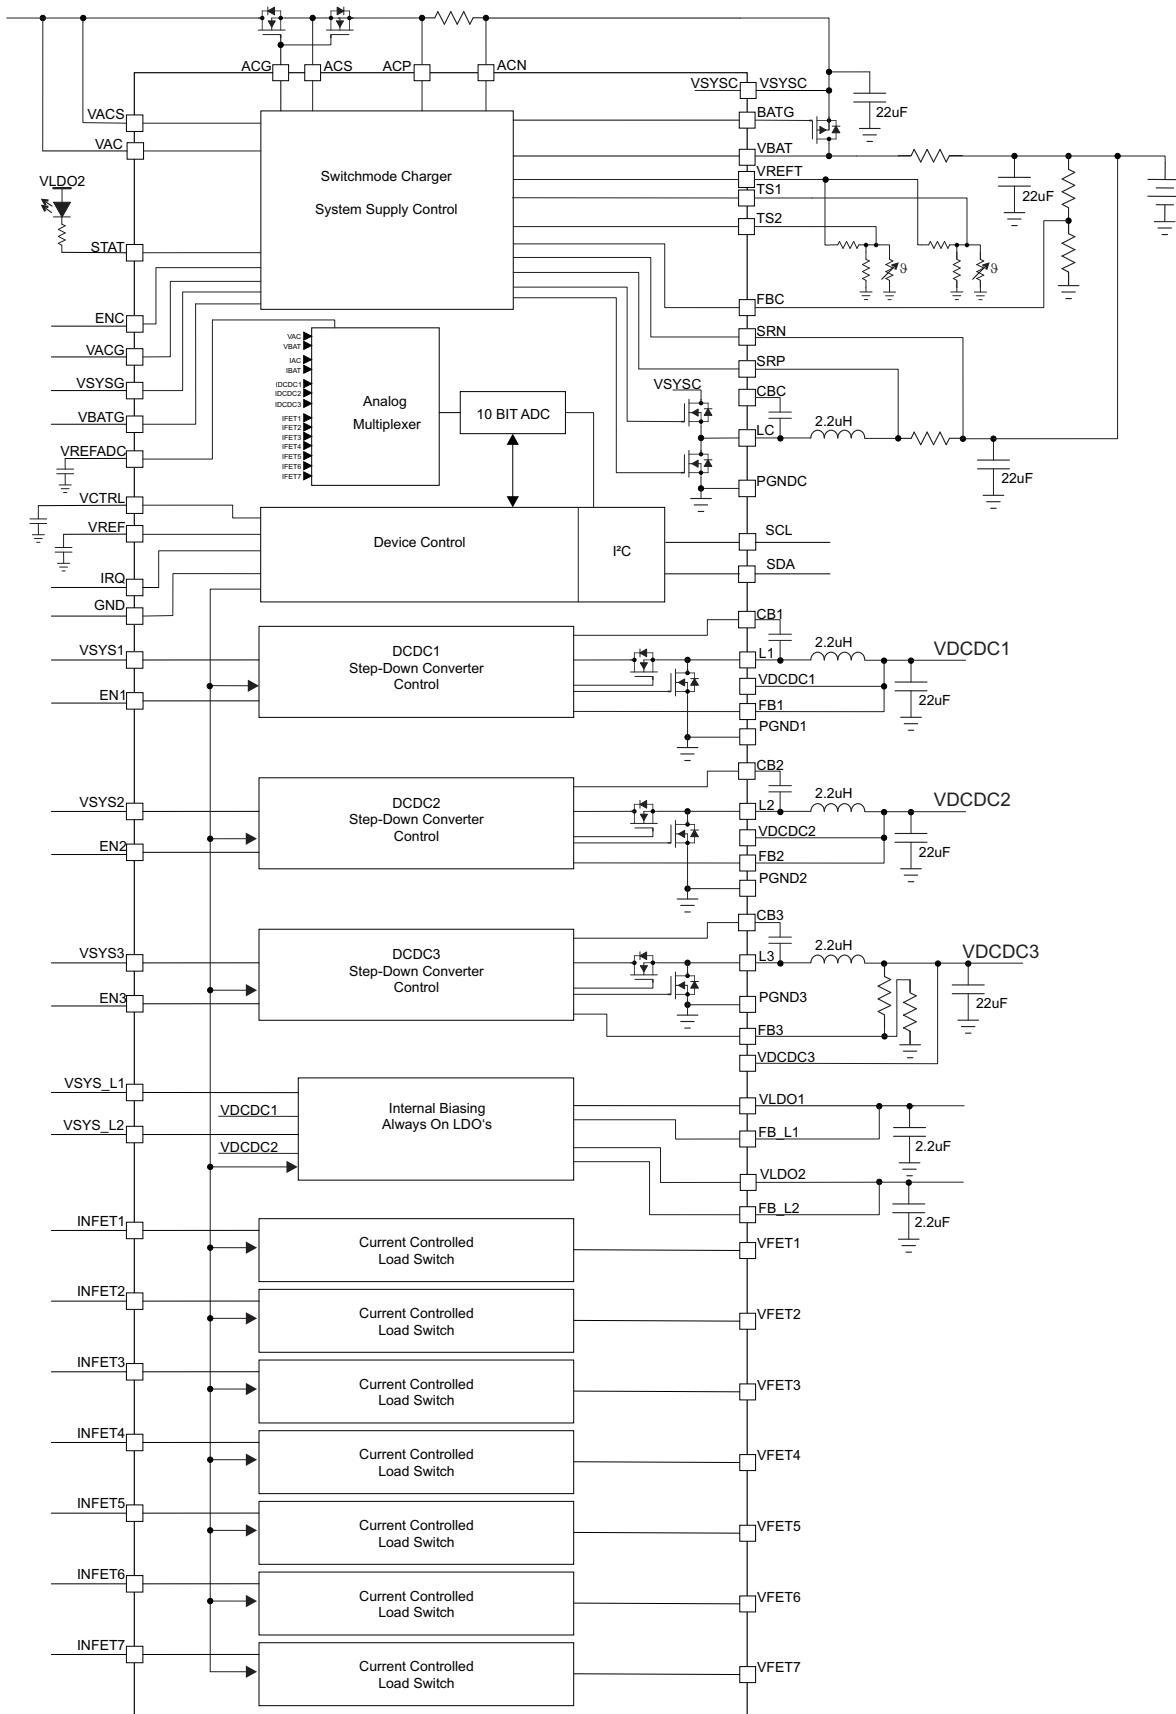 ACG
ACS
ACP
ACN
VSYSC
VSYSC
22uF
VACS
BATG
VAC
VBAT
Switchmode Charger
System Supply Control
VREFT
VLDO2
TS1
22uF
TS2
STAT
ϑ
ϑ
FBC
ENC
SRN
VACG
SRP
VSYSG
VSYSC
CBC
VBATG
LC
2.2uH
VREFADC
22uF
VAC
VBAT
IAC
IBAT
IDCDC1
IDCDC2
IDCDC3
IFET1
IFET2
IFET3
IFET4
IFET5
IFET6
IFET7
Analog
Multiplexer
10 BIT ADC
PGNDC
VCTRL
VREF
Device Control
I²C
SCL
IRQ
SDA
GND
CB1
VSYS1
DCDC1
Step-Down Converter
Control
L1
2.2uH
VDCDC1
EN1
VDCDC1
22uF
FB1
PGND1
CB2
VSYS2
DCDC2
Step-Down Converter
Control
L2
2.2uH
VDCDC2
EN2
VDCDC2
22uF
FB2
PGND2
CB3
VSYS3
DCDC3
Step-Down Converter
Control
L3
2.2uH
VDCDC3
EN3
PGND3
22uF
FB3
VDCDC3
VSYS_L1
VDCDC1
Internal Biasing
Always On LDO's
VLDO1
VSYS_L2
FB_L1
2.2uF
VDCDC2
VLDO2
FB_L2
2.2uF
INFET1
Current Controlled
Load Switch
VFET1
INFET2
Current Controlled
Load Switch
VFET2
INFET3
Current Controlled
Load Switch
VFET3
INFET4
Current Controlled
Load Switch
VFET4
INFET5
Current Controlled
Load Switch
VFET5
INFET6
Current Controlled
Load Switch
VFET6
INFET7
Current Controlled
Load Switch
VFET7